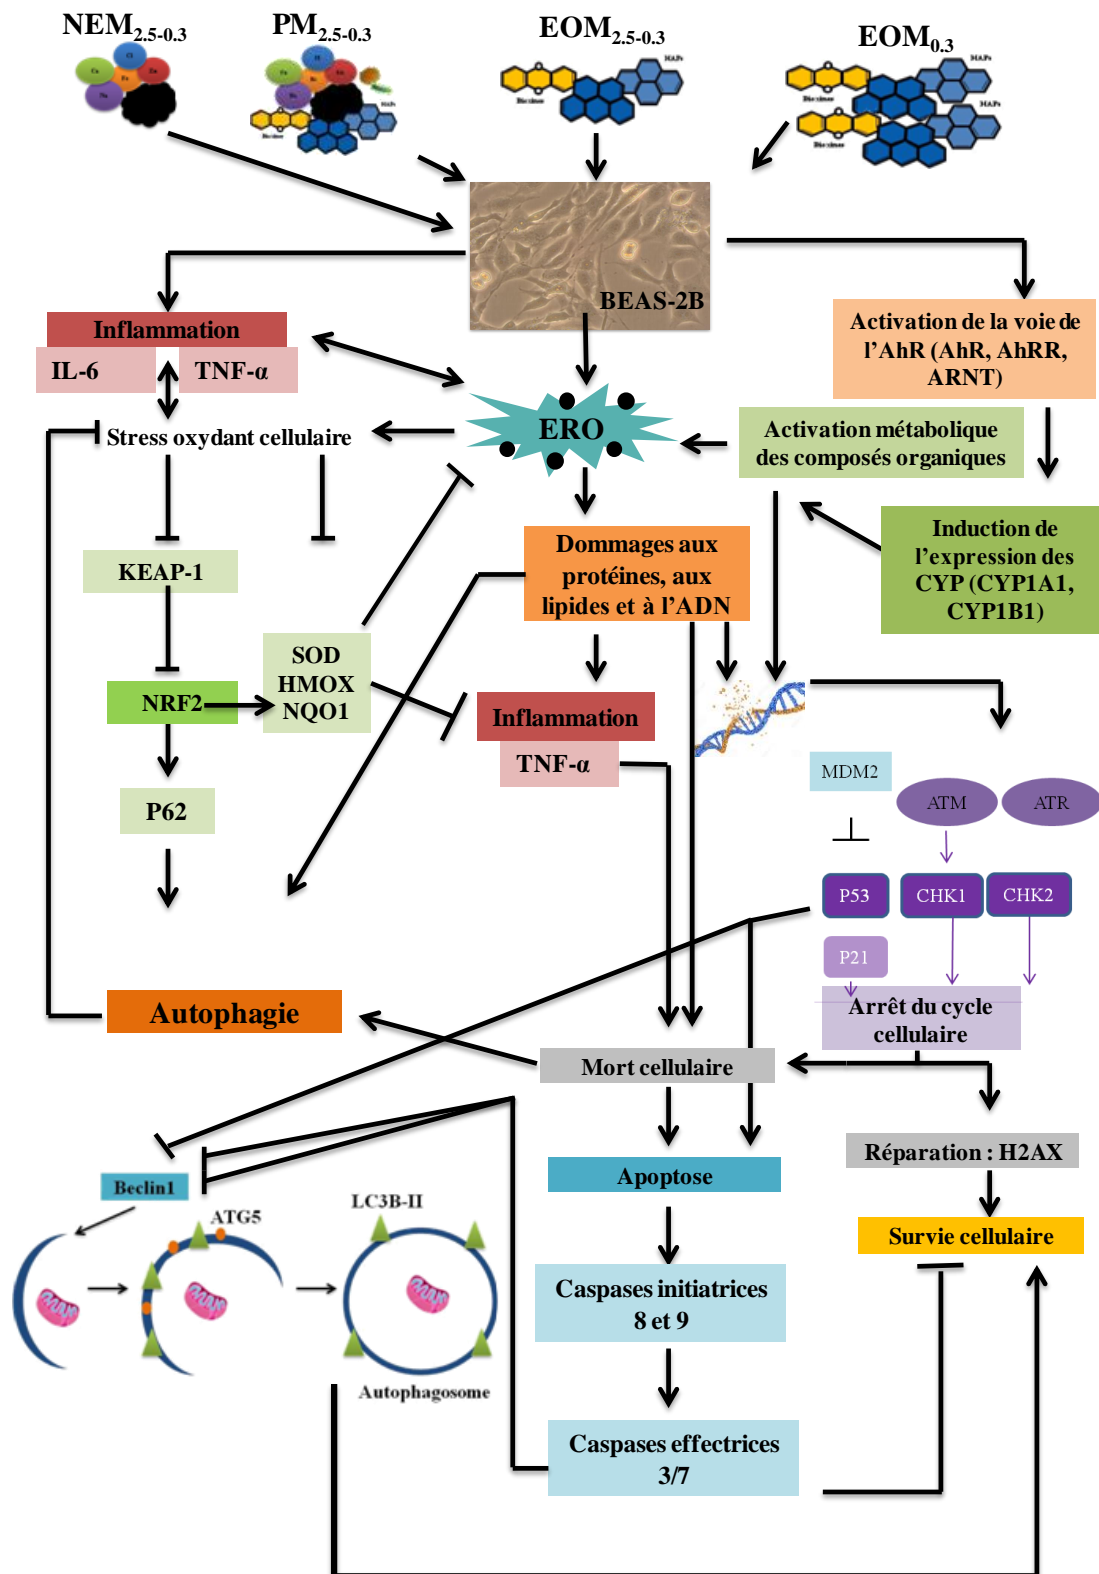 NEM2.5-0.3
PM2.5-0.3
EOM2.5-0.3
EOM0.3
MAPs
MAPs
MAPs
MAPs
BEAS-2B
Inflammation
IL-6
TNF-α
Activation de la voie de
l'AhR (AhR, AhRR,
ARNT)
Stress oxydant cellulaire
ERO
Activation métabolique
des composés organiques
KEAP-1
Dommages aux
protéines, aux
lipides et à l'ADN
Induction de
l'expression des
CYP (CYP1A1,
CYP1B1)
SOD
HMOX
NQO1
NRF2
Inflammation
TNF-α
MDM2
P62
ATM
ATR
P53
CHK1
CHK2
P21
Autophagie
Arrêt du cycle
cellulaire
Mort cellulaire
Réparation : H2AX
Apoptose
Beclin1
LC3B-II
ATG5
Survie cellulaire
Caspases initiatrices
8 et 9
Autophagosome
Caspases effectrices
3/7